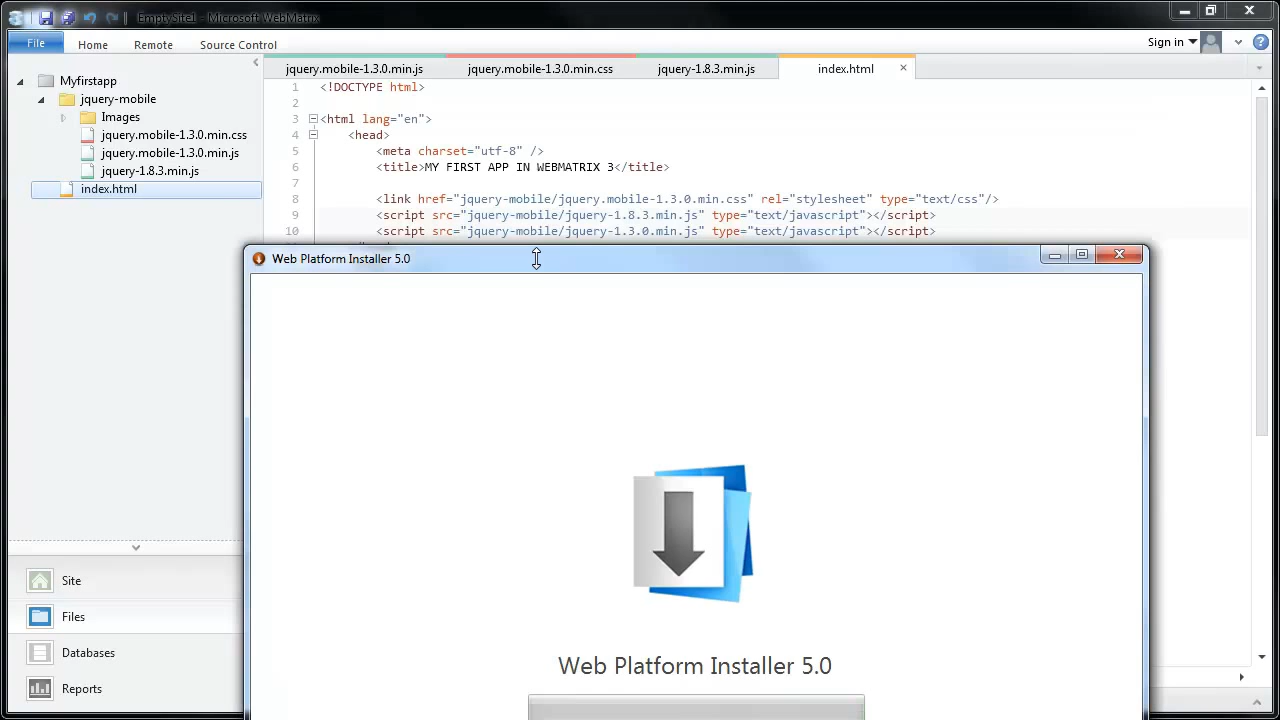 EmptySite1 - Microsoft WebMatrix
File
Home
Remote
Source Control
Sign in
Myfirstapp
jquery-mobile
Images
jquery.mobile-1.3.0.min.css
jquery.mobile-1.3.0.min.js
jquery-1.8.3.min.js
index.html
jquery.mobile-1.3.0.min.js
jquery.mobile-1.3.0.min.css
jquery-1.8.3.min.js
index.html
1 <!DOCTYPE html>
2
3 <html lang="en">
4 <head>
5 <meta charset="utf-8" />
6 <title>MY FIRST APP IN WEBMATRIX 3</title>
7
8 <link href="jquery-mobile/jquery.mobile-1.3.0.min.css" rel="stylesheet" type="text/css"/>
9 <script src="jquery-mobile/jquery-1.8.3.min.js" type="text/javascript"></script>
10 <script src="jquery-mobile/jquery-1.3.0.min.js" type="text/javascript"></script>
Web Platform Installer 5.0
Web Platform Installer 5.0
Site
Files
Databases
Reports